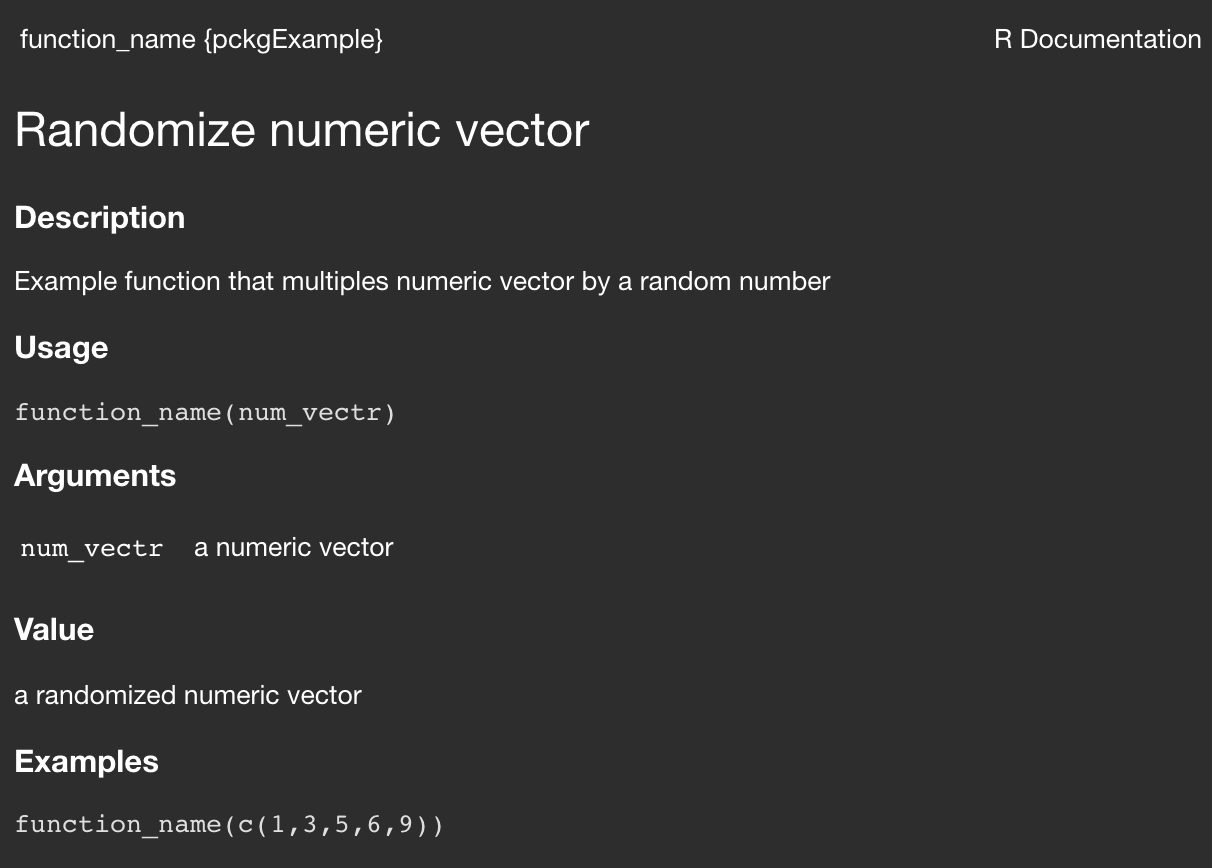 function_name {pckgExample}
R Documentation
Randomize numeric vector
Description
Example function that multiples numeric vector by a random number
Usage
function_name(num_vectr)
Arguments
num_vectr a numeric vector
Value
a randomized numeric vector
Examples
function_name(c(1,3,5,6,9))